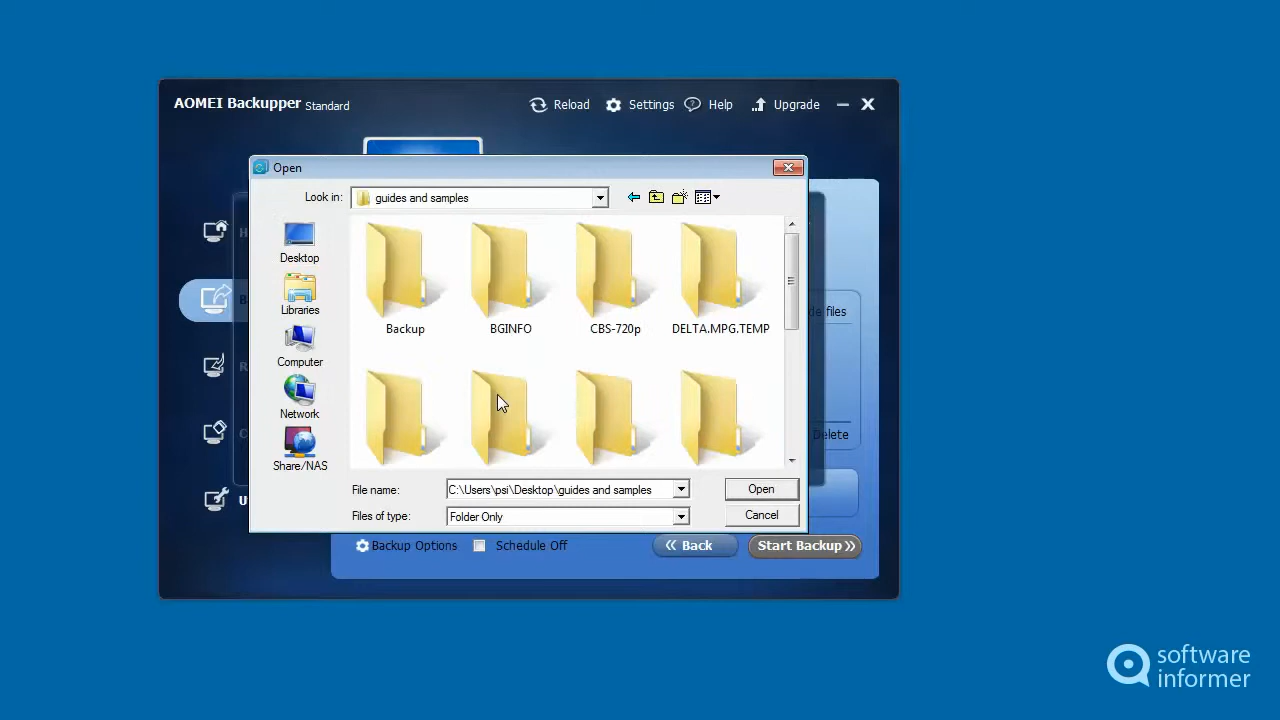 AOMEI Backupper Standard
Reload
Settings
Help
Upgrade
Open
Look in:
guides and samples
Desktop
Libraries
Computer
Network
Share/NAS
Backup
BGINFO
CBS-720p
DELTA.MPG.TEMP
files
Delete
File name:
C:\Users\psi\Desktop\guides and samples
Open
Files of type:
Folder Only
Cancel
Backup Options
Schedule Off
Back
Start Backup
software
informer